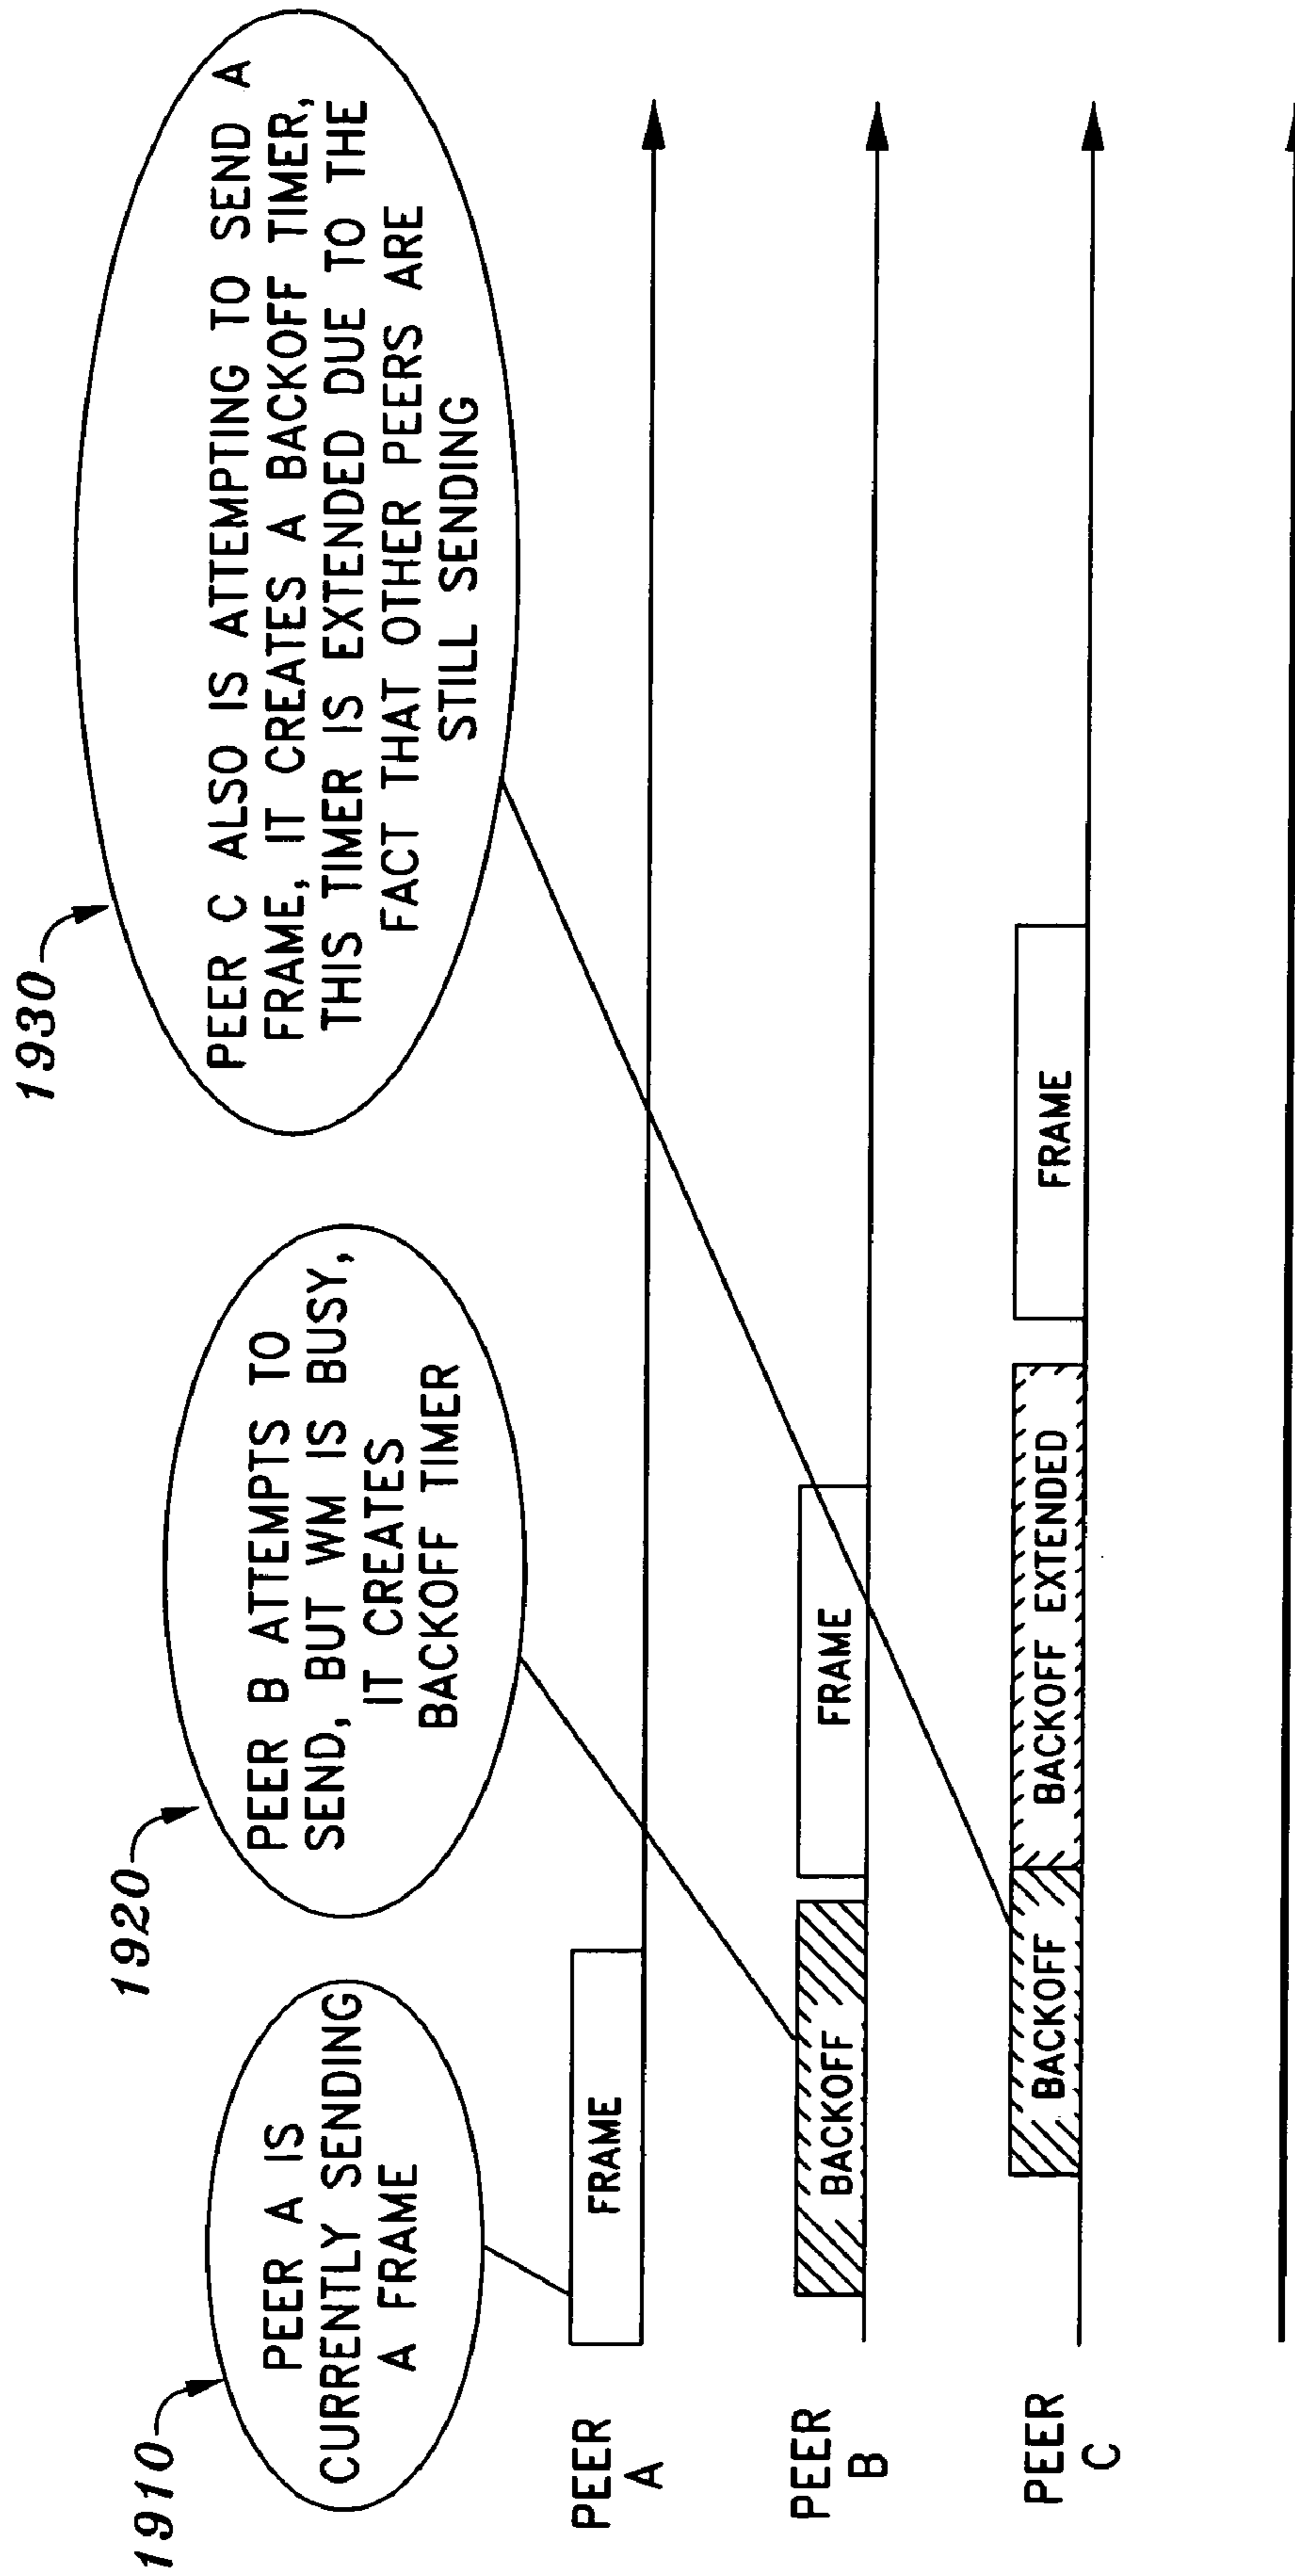 1910
PEER A IS
CURRENTLY SENDING
A FRAME
1920
PEER B ATTEMPTS TO
SEND, BUT WM IS BUSY,
IT CREATES
BACKOFF TIMER
1930
PEER C ALSO IS ATTEMPTING TO SEND A
FRAME, IT CREATES A BACKOFF TIMER,
THIS TIMER IS EXTENDED DUE TO THE
FACT THAT OTHER PEERS ARE
STILL SENDING
PEER
A
FRAME
PEER
B
BACKOFF
FRAME
PEER
C
BACKOFF
BACKOFF EXTENDED
FRAME